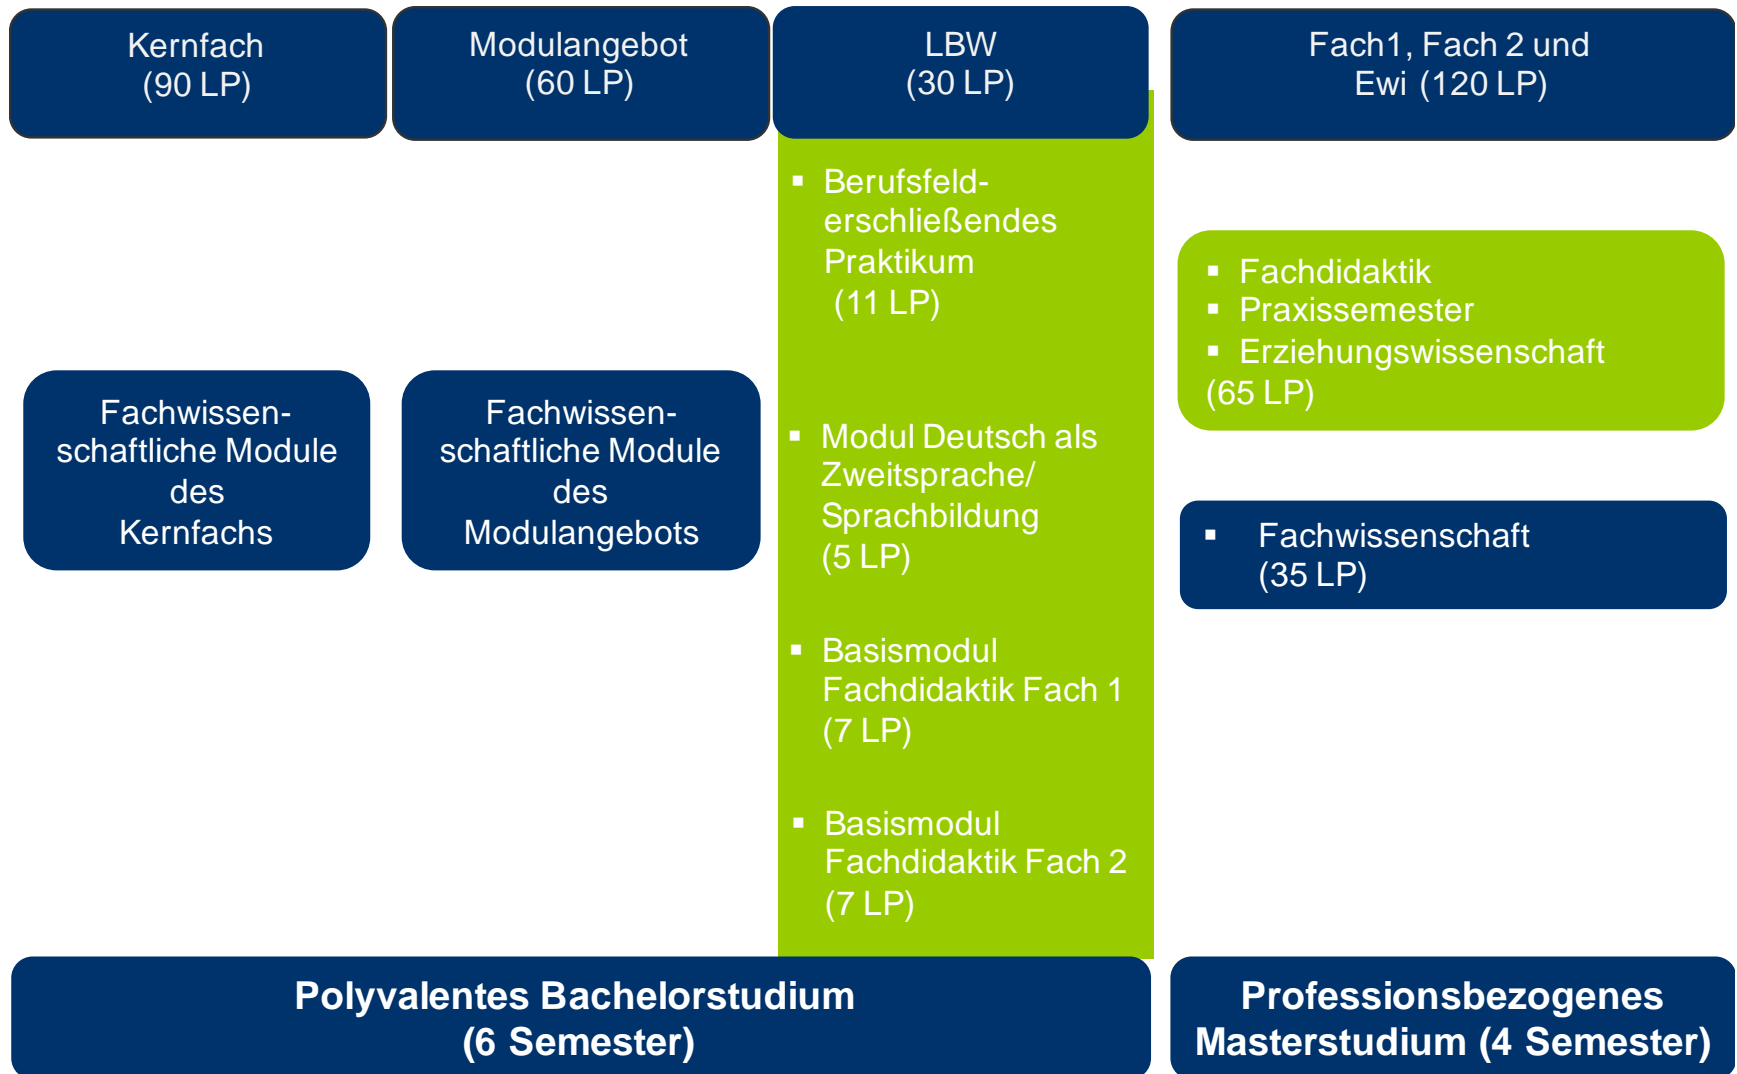 Kernfach
(90 LP)
Modulangebot
(60 LP)
LBW
(30 LP)
Fach1, Fach 2 und
Ewi (120 LP)
Fachwissen-
schaftliche Module
des
Kernfachs
Fachwissen-
schaftliche Module
des
Modulangebots
▪ Berufsfeld-
erschließendes
Praktikum
(11 LP)
▪ Modul Deutsch als
Zweitsprache/
Sprachbildung
(5 LP)
▪ Basismodul
Fachdidaktik Fach 1
(7 LP)
▪ Basismodul
Fachdidaktik Fach 2
(7 LP)
▪ Fachdidaktik
▪ Praxissemester
▪ Erziehungswissenschaft
(65 LP)
▪ Fachwissenschaft
(35 LP)
Polyvalentes Bachelorstudium
(6 Semester)
Professionsbezogenes
Masterstudium (4 Semester)